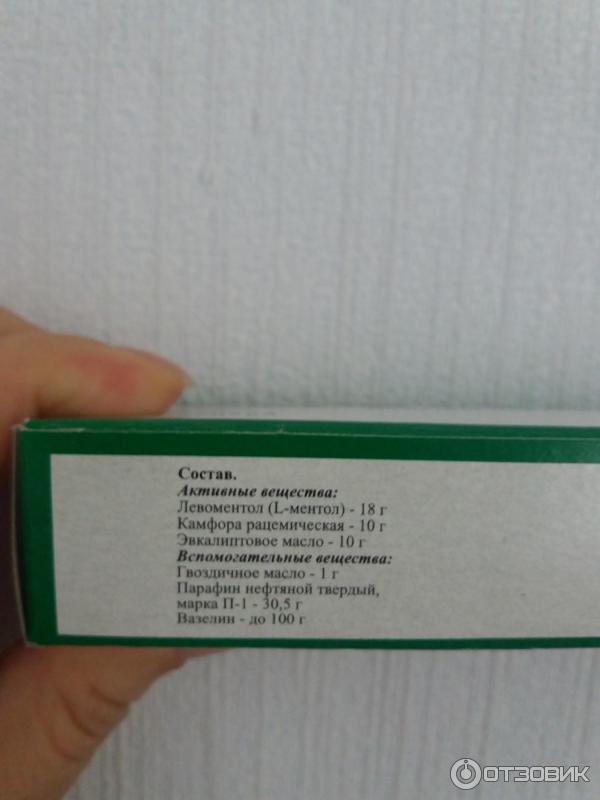 Состав.
Активные вещества:
Левоментол (L-ментол) - 18 г
Камфора рацемическая - 10 г
Эвкалиптовое масло - 10 г
Вспомогательные вещества:
Гвоздичное масло - 1 г
Парафин нефтяной твердый,
марка П-1 - 30,5 г
Вазелин - до 100 г
ОТЗОВИК